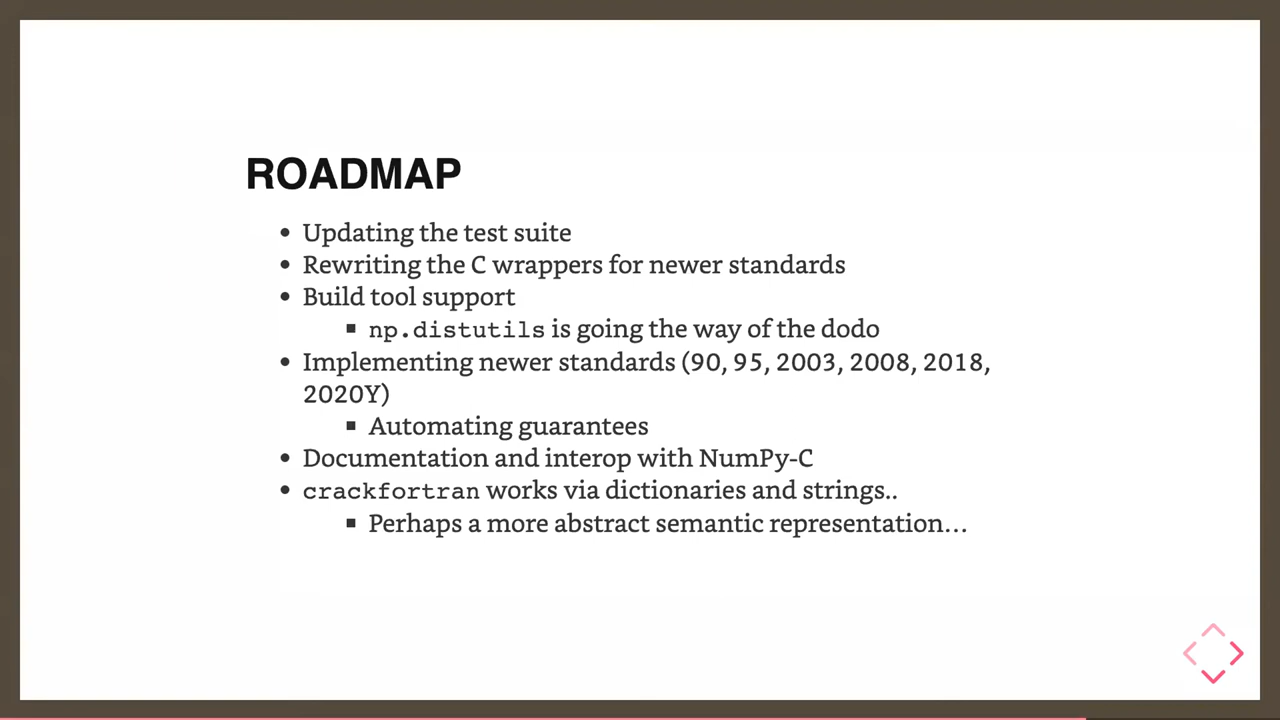 ROADMAP
• Updating the test suite
• Rewriting the C wrappers for newer standards
• Build tool support
▪ np.distutils is going the way of the dodo
• Implementing newer standards (90, 95, 2003, 2008, 2018,
2020Y)
▪ Automating guarantees
• Documentation and interop with NumPy-C
• crackfortran works via dictionaries and strings..
▪ Perhaps a more abstract semantic representation…